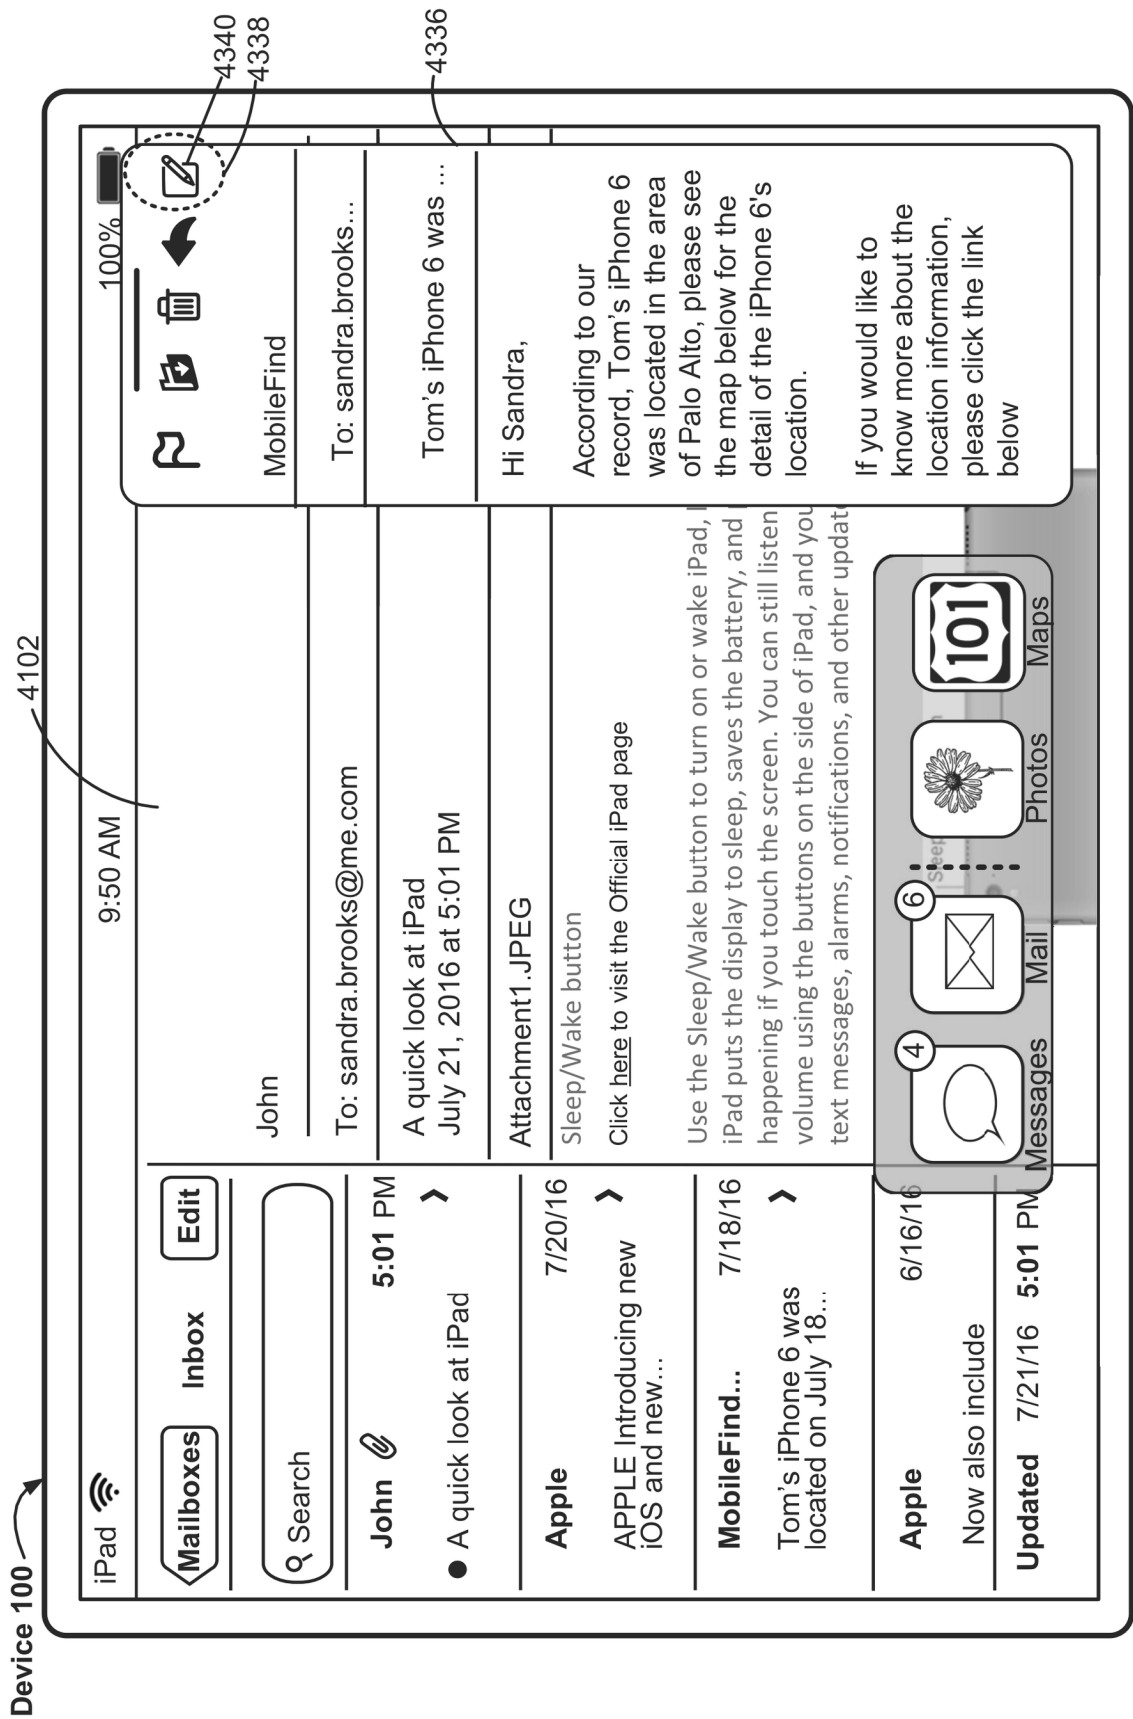 Device 100
4102
4340
4338
4336
iPad
9:50 AM
100%
Mailboxes
Inbox
Edit
Search
John
5:01 PM
A quick look at iPad
Apple
7/20/16
APPLE Introducing new
iOS and new...
MobileFind...
7/18/16
Tom's iPhone 6 was
located on July 18...
Apple
6/16/16
Now also include
Updated 7/21/16 5:01 PM
John
To: sandra.brooks@me.com
A quick look at iPad
July 21, 2016 at 5:01 PM
Attachment1.JPEG
Sleep/Wake button
Click here to visit the Official iPad page
Use the Sleep/Wake button to turn on or wake iPad,
iPad puts the display to sleep, saves the battery, and
happening if you touch the screen. You can still listen
volume using the buttons on the side of iPad, and you
text messages, alarms, notifications, and other updat
MobileFind
To: sandra.brooks...
Tom's iPhone 6 was ...
Hi Sandra,
According to our
record, Tom's iPhone 6
was located in the area
of Palo Alto, please see
the map below for the
detail of the iPhone 6's
location.
If you would like to
know more about the
location information,
please click the link
below
4
Messages
6
Mail
Sleep
Photos
101
Maps